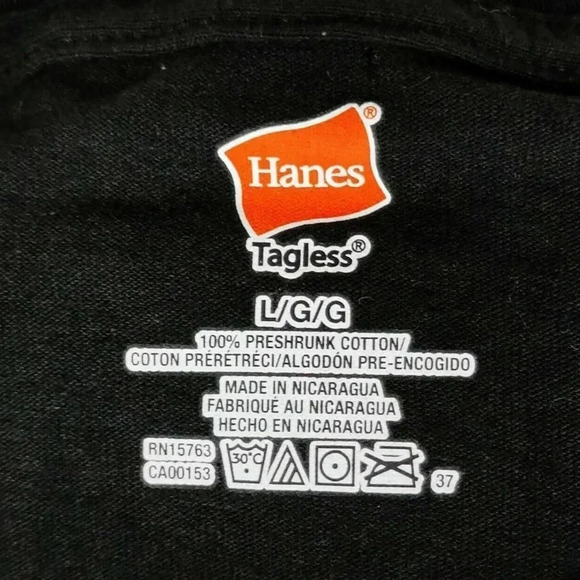 Hanes®
Tagless®
L/G/G
100% PRESHRUNK COTTON/
COTON PRÉRÉTRÉCI/ALGODÓN PRE-ENCOGIDO
MADE IN NICARAGUA
FABRIQUÉ AU NICARAGUA
HECHO EN NICARAGUA
RN15763
CA00153
30°C
37